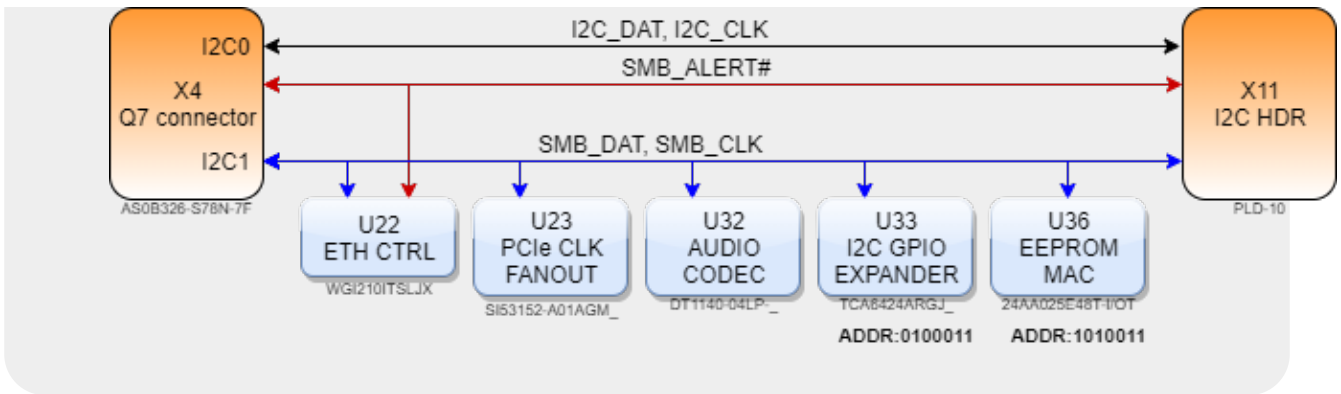 I2C_DAT, I2C_CLK
I2C0
SMB_ALERT#
X4
Q7 connector
X11
I2C HDR
SMB_DAT, SMB_CLK
I2C1
AS0B326-S78N-7F
PLD-10
U22
ETH CTRL
WGI210ITSLJX
U23
PCIe CLK
FANOUT
SI53152-A01AGM_
U32
AUDIO
CODEC
DT1140-04LP-_
U33
I2C GPIO
EXPANDER
TCA6424ARGJ_
ADDR:0100011
U36
EEPROM
MAC
24AA025E48T-I/OT
ADDR:1010011